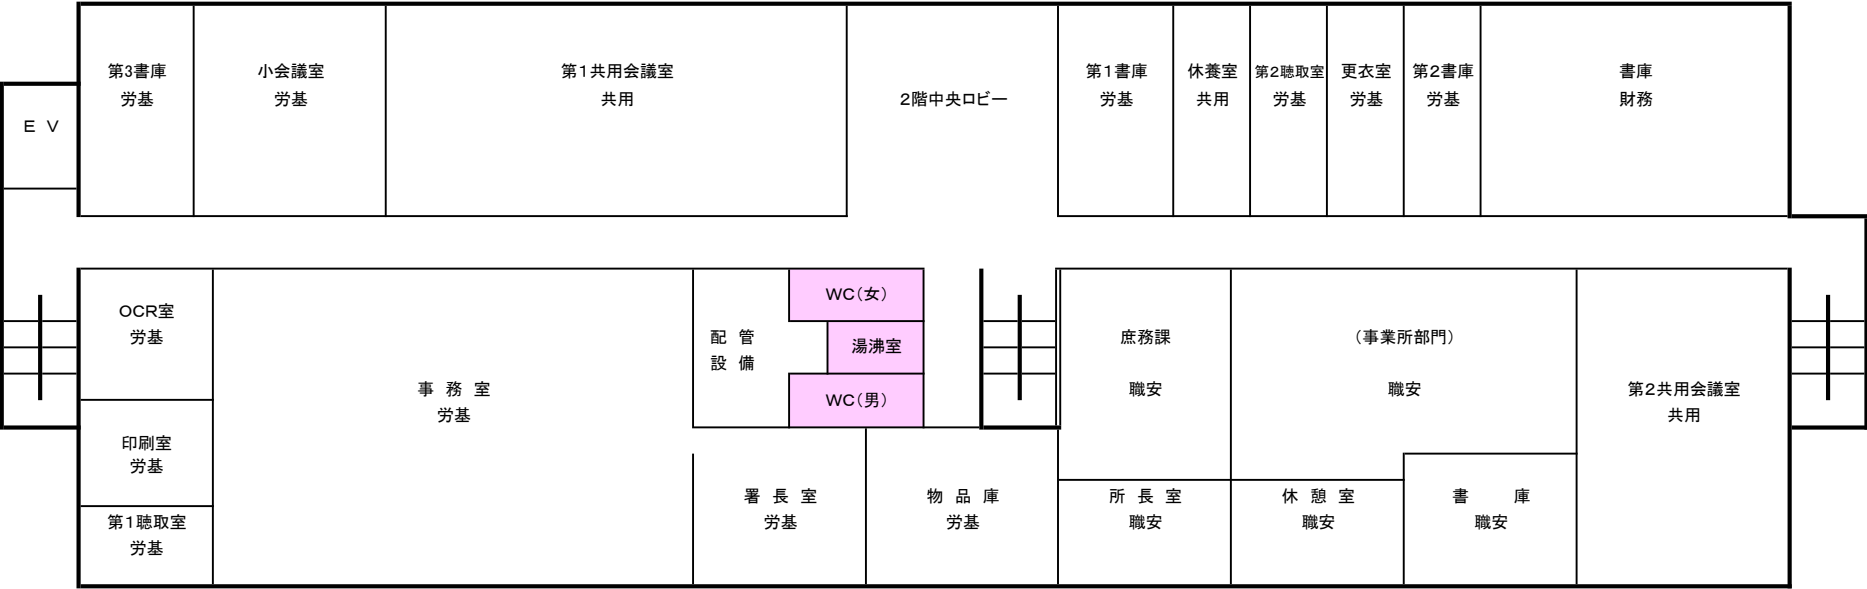 第3書庫
労基
小会議室
労基
第1共用会議室
共用
2階中央ロビー
第1書庫
労基
休養室
共用
第2聴取室
労基
更衣室
労基
第2書庫
労基
書庫
財務
E V
OCR室
労基
印刷室
労基
第1聴取室
労基
事 務 室
労基
配 管
設 備
WC(女)
湯沸室
WC(男)
署 長 室
労基
物 品 庫
労基
庶務課
職安
(事業所部門)
職安
所 長 室
職安
休 憩 室
職安
書 庫
職安
第2共用会議室
共用